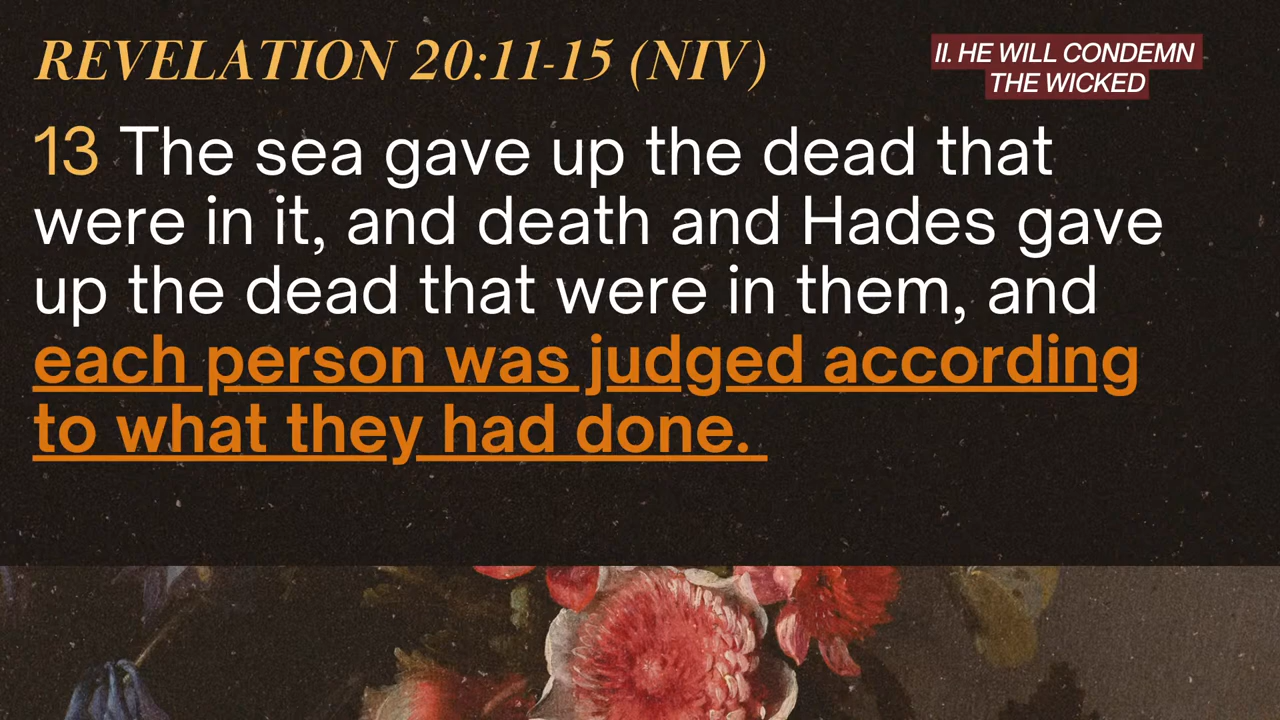 REVELATION 20:11-15 (NIV)
II. HE WILL CONDEMN
THE WICKED
13 The sea gave up the dead that
were in it, and death and Hades gave
up the dead that were in them, and
each person was judged according
to what they had done.